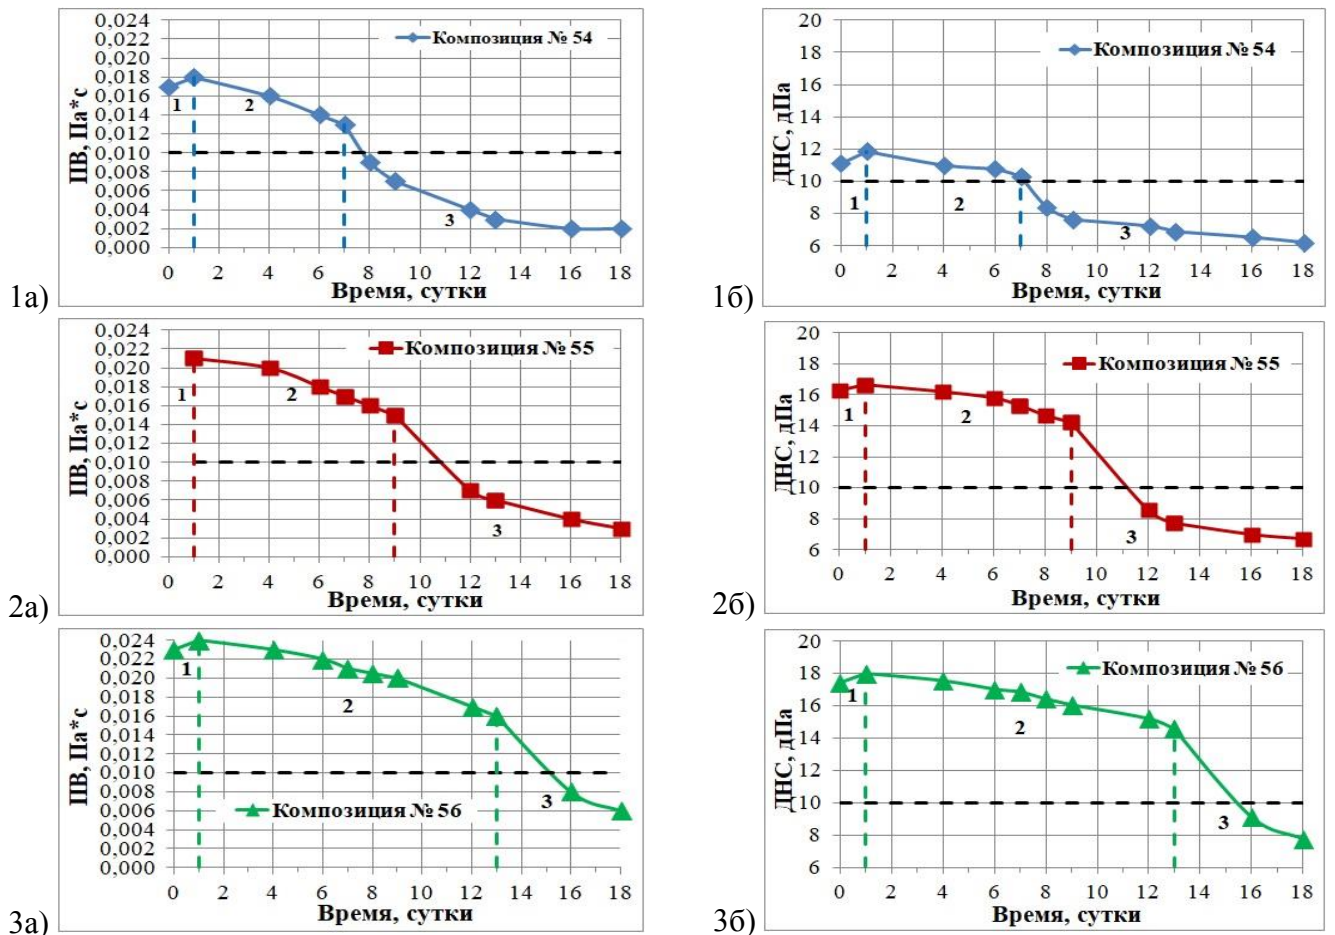 0,024
0,022
0,020
0,018
0,016
0,014
0,012
0,010
0,008
0,006
0,004
0,002
0,000
ПВ, Па*с
Композиция № 54
1
2
3
0 2 4 6 8 10 12 14 16 18
Время, сутки
1а)
20
18
16
14
12
10
8
6
ДНС, дПа
Композиция № 54
1
2
3
0 2 4 6 8 10 12 14 16 18
Время, сутки
1б)
0,024
0,022
0,020
0,018
0,016
0,014
0,012
0,010
0,008
0,006
0,004
0,002
0,000
ПВ, Па*с
Композиция № 55
1
2
3
0 2 4 6 8 10 12 14 16 18
Время, сутки
2а)
20
18
16
14
12
10
8
6
ДНС, дПа
Композиция № 55
1
2
3
0 2 4 6 8 10 12 14 16 18
Время, сутки
2б)
0,024
0,022
0,020
0,018
0,016
0,014
0,012
0,010
0,008
0,006
0,004
0,002
0,000
ПВ, Па*с
1
2
3
Композиция № 56
0 2 4 6 8 10 12 14 16 18
Время, сутки
3а)
20
18
16
14
12
10
8
6
ДНС, дПа
Композиция № 56
1
2
3
0 2 4 6 8 10 12 14 16 18
Время, сутки
3б)